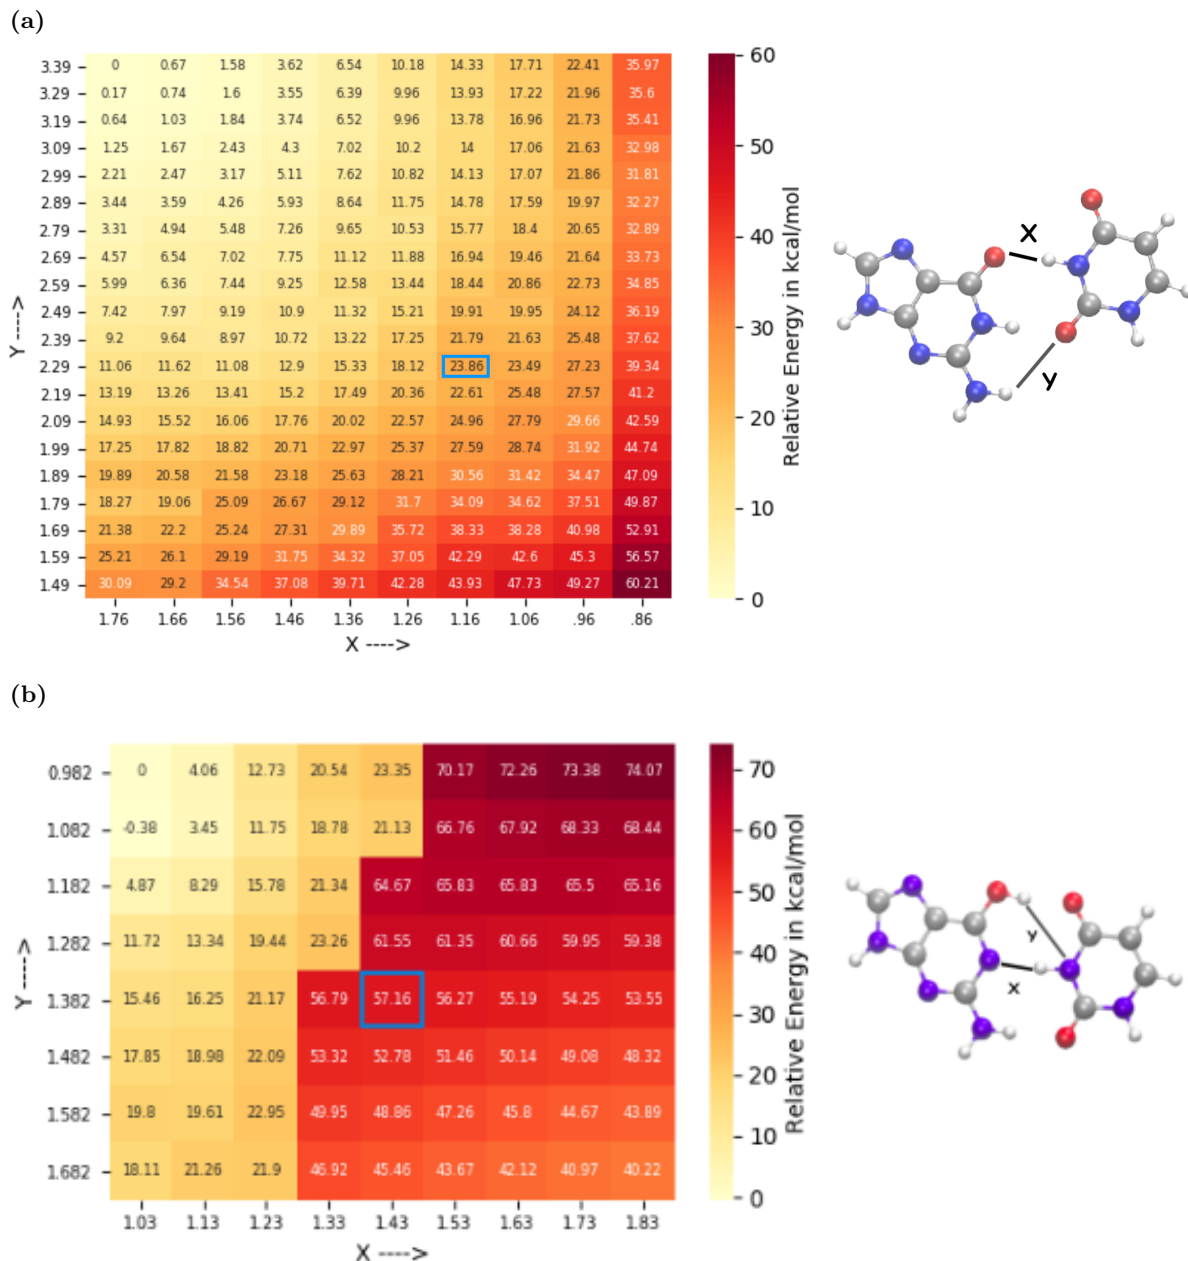 (a)
3.39 0 0.67 1.58 3.62 6.54 10.18 14.33 17.71 22.41 35.97
3.29 0.17 0.74 1.6 3.55 6.39 9.96 13.93 17.22 21.96 35.6
3.19 0.64 1.03 1.84 3.74 6.52 9.96 13.78 16.96 21.73 35.41
3.09 1.25 1.67 2.43 4.3 7.02 10.2 14 17.06 21.63 32.98
2.99 2.21 2.47 3.17 5.11 7.62 10.82 14.13 17.07 21.86 31.81
2.89 3.44 3.59 4.26 5.93 8.64 11.75 14.78 17.59 19.97 32.27
2.79 3.31 4.94 5.48 7.26 9.65 10.53 15.77 18.4 20.65 32.89
2.69 4.57 6.54 7.02 7.75 11.12 11.88 16.94 19.46 21.64 33.73
2.59 5.99 6.36 7.44 9.25 12.58 13.44 18.44 20.86 22.73 34.85
2.49 7.42 7.97 9.19 10.9 11.32 15.21 19.91 19.95 24.12 36.19
2.39 9.2 9.64 8.97 10.72 13.22 17.25 21.79 21.63 25.48 37.62
2.29 11.06 11.62 11.08 12.9 15.33 18.12 23.86 23.49 27.23 39.34
2.19 13.19 13.26 13.41 15.2 17.49 20.36 22.61 25.48 27.57 41.2
2.09 14.93 15.52 16.06 17.76 20.02 22.57 24.96 27.79 29.66 42.59
1.99 17.25 17.82 18.82 20.71 22.97 25.37 27.59 28.74 31.92 44.74
1.89 19.89 20.58 21.58 23.18 25.63 28.21 30.56 31.42 34.47 47.09
1.79 18.27 19.06 25.09 26.67 29.12 31.7 34.09 34.62 37.51 49.87
1.69 21.38 22.2 25.24 27.31 29.89 35.72 38.33 38.28 40.98 52.91
1.59 25.21 26.1 29.19 31.75 34.32 37.05 42.29 42.6 45.3 56.57
1.49 30.09 29.2 34.54 37.08 39.71 42.28 43.93 47.73 49.27 60.21
1.76 1.66 1.56 1.46 1.36 1.26 1.16 1.06 .96 .86
X ---->
Y ---->
60
50
40
30
20
10
0
Relative Energy in kcal/mol
X
Y
(b)
0.982 0 4.06 12.73 20.54 23.35 70.17 72.26 73.38 74.07
1.082 -0.38 3.45 11.75 18.78 21.13 66.76 67.92 68.33 68.44
1.182 4.87 8.29 15.78 21.34 64.67 65.83 65.83 65.5 65.16
1.282 11.72 13.34 19.44 23.26 61.55 61.35 60.66 59.95 59.38
1.382 15.46 16.25 21.17 56.79 57.16 56.27 55.19 54.25 53.55
1.482 17.85 18.98 22.09 53.32 52.78 51.46 50.14 49.08 48.32
1.582 19.8 19.61 22.95 49.95 48.86 47.26 45.8 44.67 43.89
1.682 18.11 21.26 21.9 46.92 45.46 43.67 42.12 40.97 40.22
1.03 1.13 1.23 1.33 1.43 1.53 1.63 1.73 1.83
X ---->
Y ---->
70
60
50
40
30
20
10
0
Relative Energy in kcal/mol
Y
X